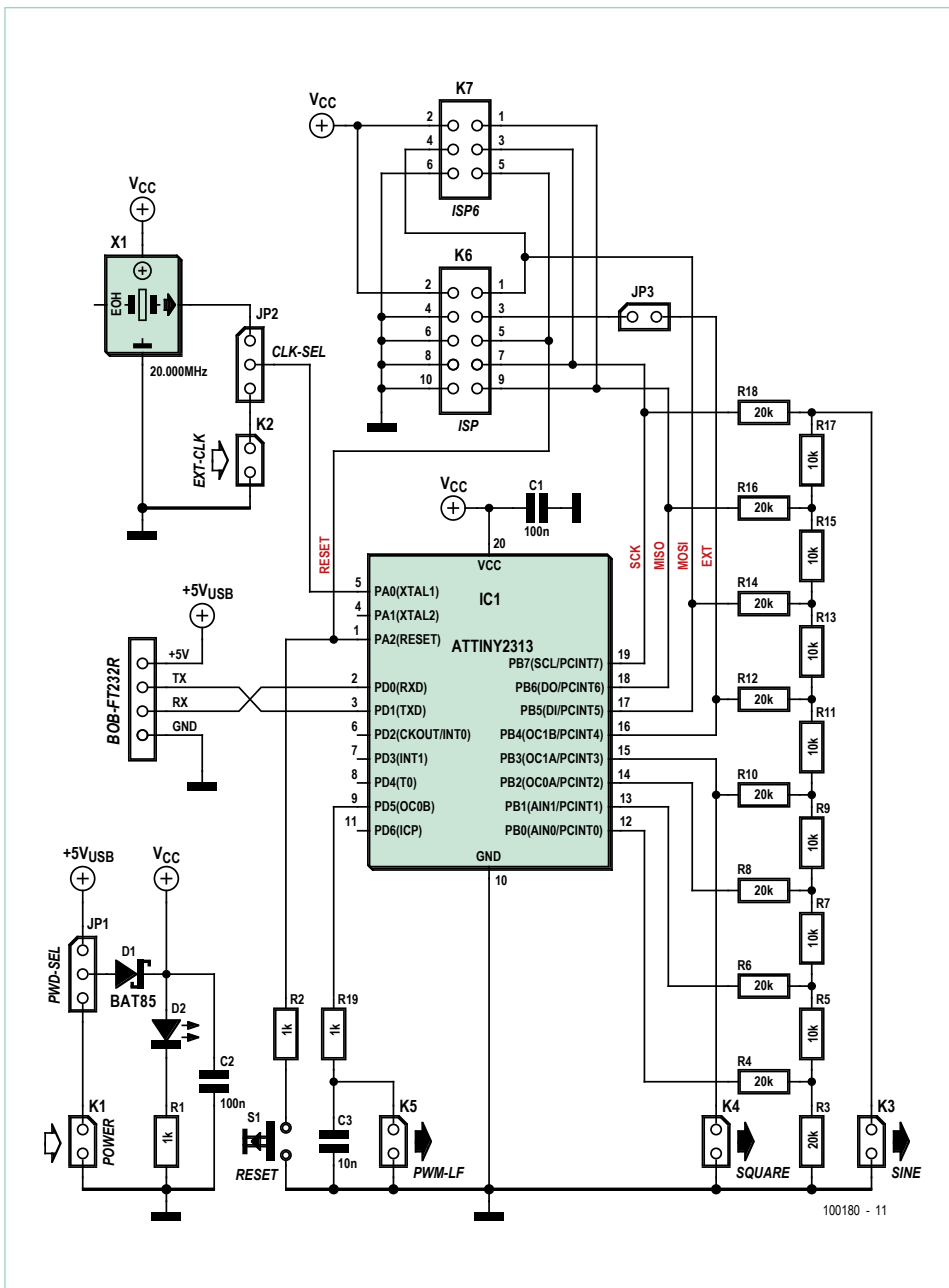 K7
VCC
2
1
4
3
6
5
ISP6
VCC
X1
EOH
20.000MHz
JP2
CLK-SEL
K2
EXT-CLK
K6
2
1
4
3
6
5
8
7
10
9
ISP
JP3
R18
20k
R17
10k
R16
20k
R15
10k
R14
20k
R13
10k
R12
20k
R11
10k
R10
20k
R9
10k
R8
20k
R7
10k
R6
20k
R5
10k
R4
20k
R3
20k
VCC
C1
100n
RESET
SCK
MISO
MOSI
EXT
20
VCC
IC1
ATTINY2313
5
PA0(XTAL1)
4
PA1(XTAL2)
1
PA2(RESET)
2
PD0(RXD)
3
PD1(TXD)
6
PD2(CKOUT/INT0)
7
PD3(INT1)
8
PD4(T0)
9
PD5(OC0B)
11
PD6(ICP)
PB7(SCL/PCINT7)
19
PB6(DO/PCINT6)
18
PB5(DI/PCINT5)
17
PB4(OC1B/PCINT4)
16
PB3(OC1A/PCINT3)
15
PB2(OC0A/PCINT2)
14
PB1(AIN1/PCINT1)
13
PB0(AIN0/PCINT0)
12
GND
10
+5VUSB
+5V
TX
RX
GND
BOB-FT232R
+5VUSB
VCC
JP1
PWD-SEL
D1
BAT85
D2
C2
100n
K1
POWER
R1
1k
R2
1k
S1
RESET
R19
1k
C3
10n
K5
PWM-LF
K4
SQUARE
K3
SINE
100180 - 11